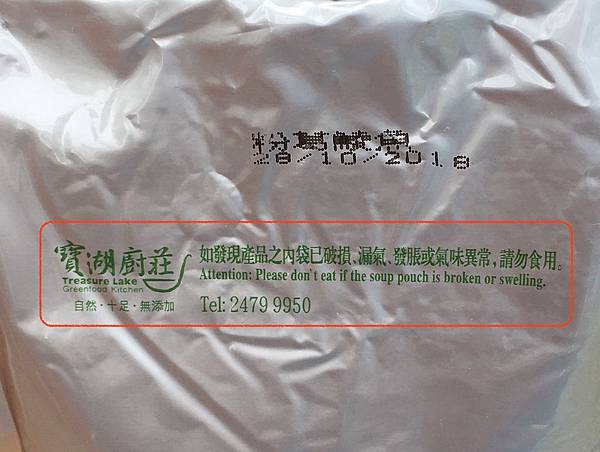 28/10/2018
寶湖廚莊
Treasure Lake
Greenfood Kitchen
自然·十足·無添加
如發現產品之內袋已破損、漏氣、發脹或氣味異常,請勿食用。
Attention: Please don't eat if the soup pouch is broken or swelling.
Tel: 2479 9950